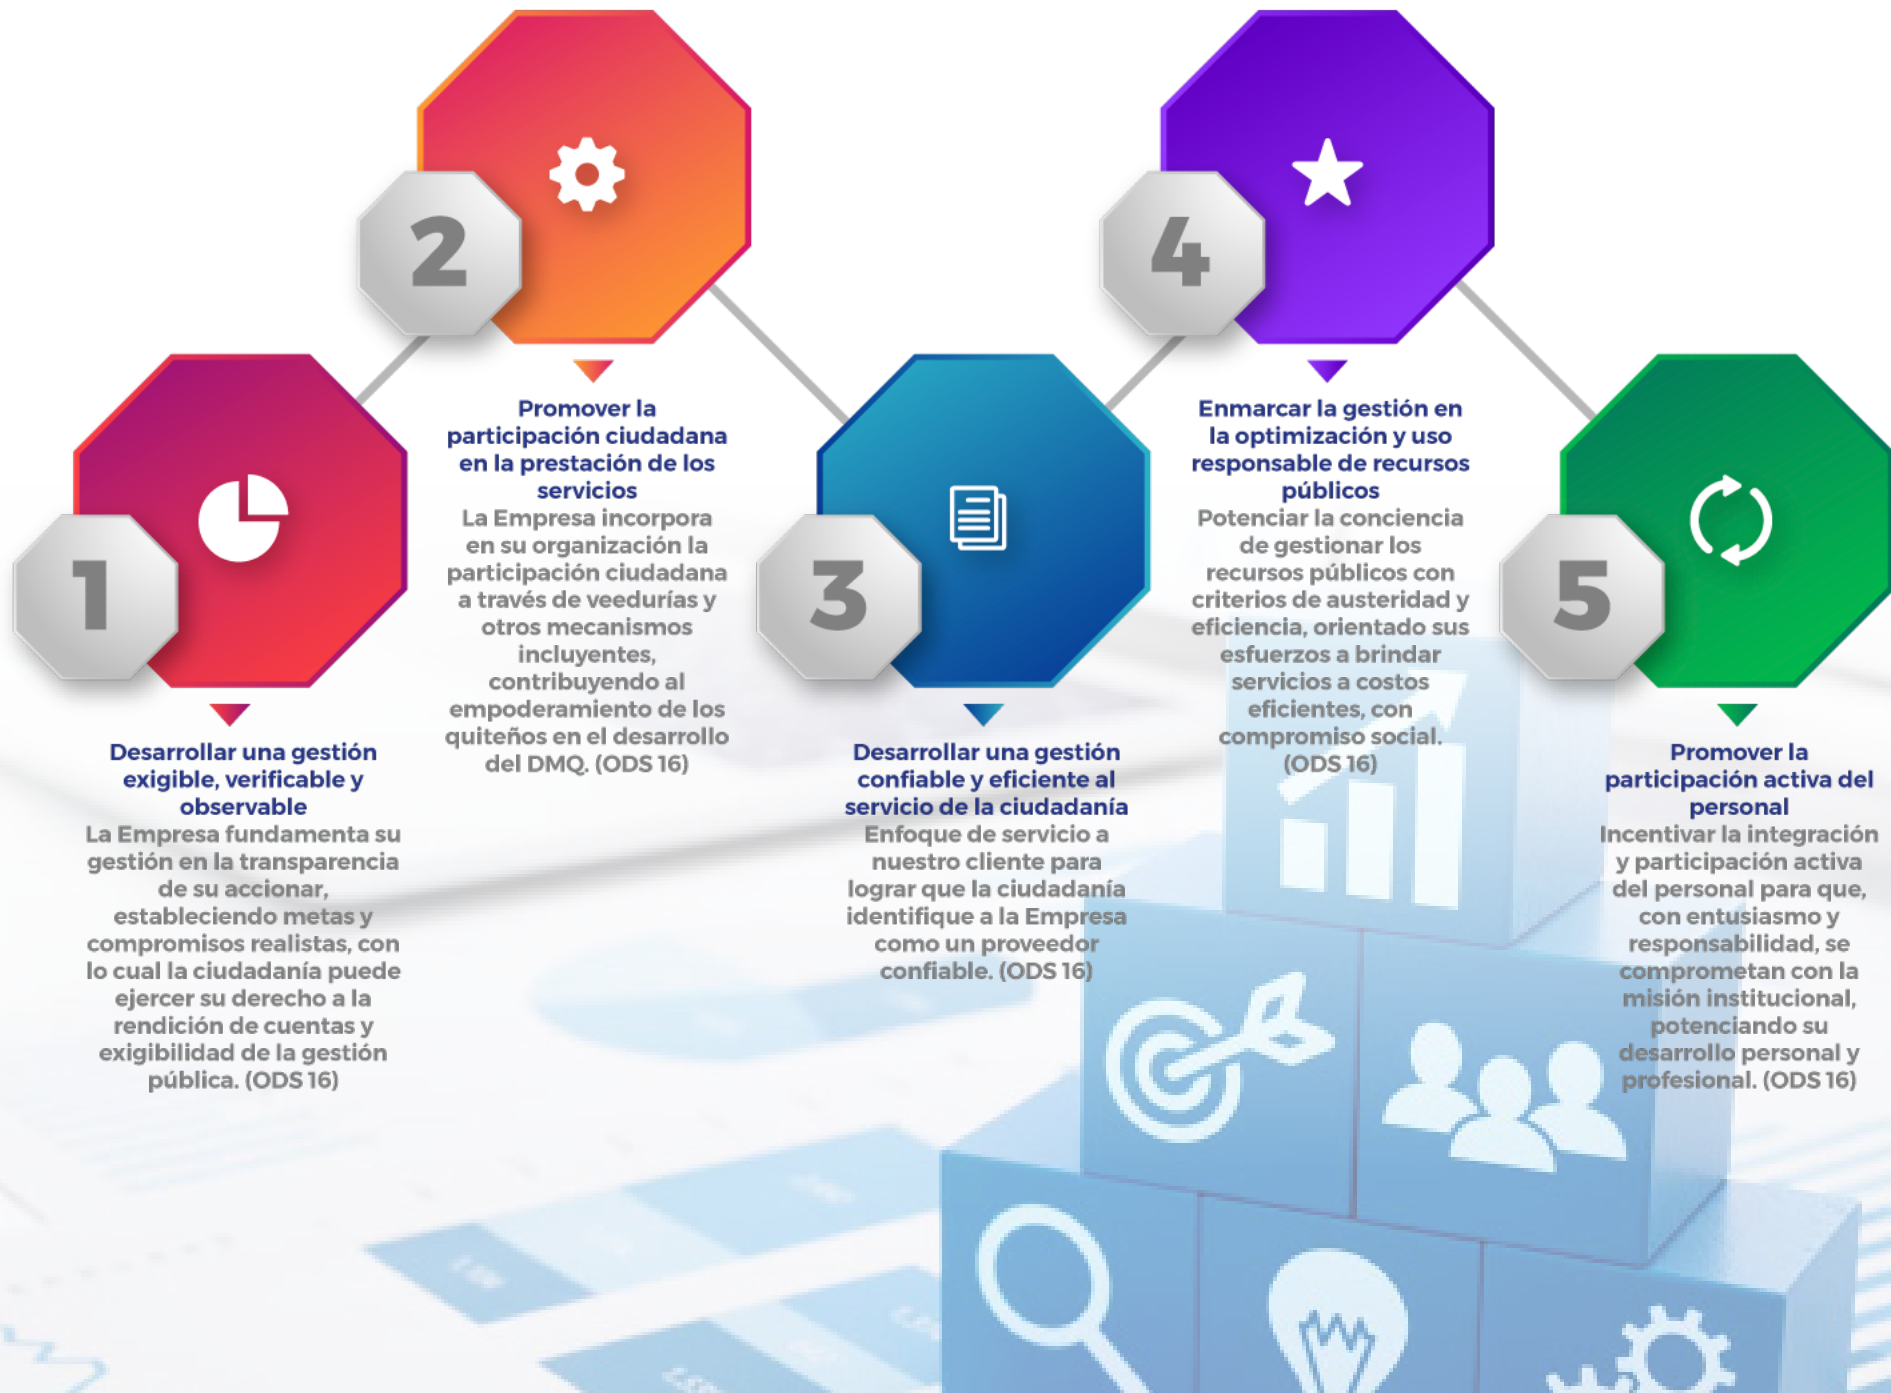 1
Desarrollar una gestión
exigible, verificable y
observable
La Empresa fundamenta su
gestión en la transparencia
de su accionar,
estableciendo metas y
compromisos realistas, con
lo cual la ciudadanía puede
ejercer su derecho a la
rendición de cuentas y
exigibilidad de la gestión
pública. (ODS 16)
2
Promover la
participación ciudadana
en la prestación de los
servicios
La Empresa incorpora
en su organización la
participación ciudadana
a través de veedurías y
otros mecanismos
incluyentes,
contribuyendo al
empoderamiento de los
quiteños en el desarrollo
del DMQ. (ODS 16)
3
Desarrollar una gestión
confiable y eficiente al
servicio de la ciudadanía
Enfoque de servicio a
nuestro cliente para
lograr que la ciudadanía
identifique a la Empresa
como un proveedor
confiable. (ODS 16)
4
Enmarcar la gestión en
la optimización y uso
responsable de recursos
públicos
Potenciar la conciencia
de gestionar los
recursos públicos con
criterios de austeridad y
eficiencia, orientado sus
esfuerzos a brindar
servicios a costos
eficientes, con
compromiso social.
(ODS 16)
5
Promover la
participación activa del
personal
Incentivar la integración
y participación activa
del personal para que,
con entusiasmo y
responsabilidad, se
comprometan con la
misión institucional,
potenciando su
desarrollo personal y
profesional. (ODS 16)